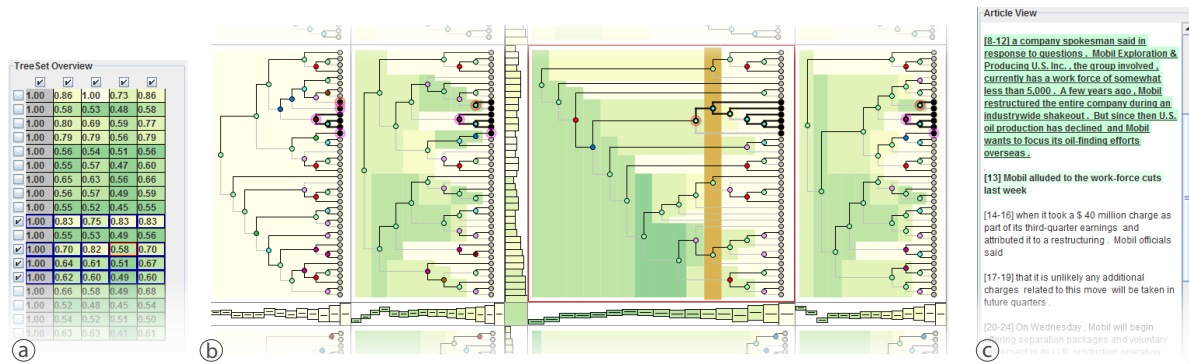 TreeSet Overview
1.00 0.86 1.00 0.73 0.86
1.00 0.58 0.53 0.48 0.58
1.00 0.80 0.69 0.59 0.77
1.00 0.79 0.79 0.56 0.79
1.00 0.56 0.54 0.51 0.56
1.00 0.55 0.57 0.47 0.60
1.00 0.65 0.63 0.56 0.66
1.00 0.56 0.57 0.49 0.59
1.00 0.55 0.52 0.45 0.55
1.00 0.83 0.75 0.83 0.83
1.00 0.55 0.53 0.49 0.56
1.00 0.70 0.82 0.58 0.70
1.00 0.64 0.61 0.51 0.67
1.00 0.62 0.60 0.49 0.60
1.00 0.66 0.58 0.49 0.68
1.00 0.52 0.48 0.45 0.54
1.00 0.54 0.52 0.51 0.50
a
b
Article View
[8-12] a company spokesman said in
response to questions . Mobil Exploration &
Producing U.S. Inc. , the group involved ,
currently has a work force of somewhat
less than 5,000 . A few years ago , Mobil
restructured the entire company during an
industrywide shakeout . But since then U.S.
oil production has declined and Mobil
wants to focus its oil-finding efforts
overseas .
[13] Mobil alluded to the work-force cuts
last week
[14-16] when it took a $ 40 million charge as
part of its third-quarter earnings and
attributed it to a restructuring . Mobil officials
said
[17-19] that it is unlikely any additional
charges related to this move will be taken in
future quarters .
[20-24] On Wednesday , Mobil will begin
offering separation packages and voluntary
in its U.S. production operation
c